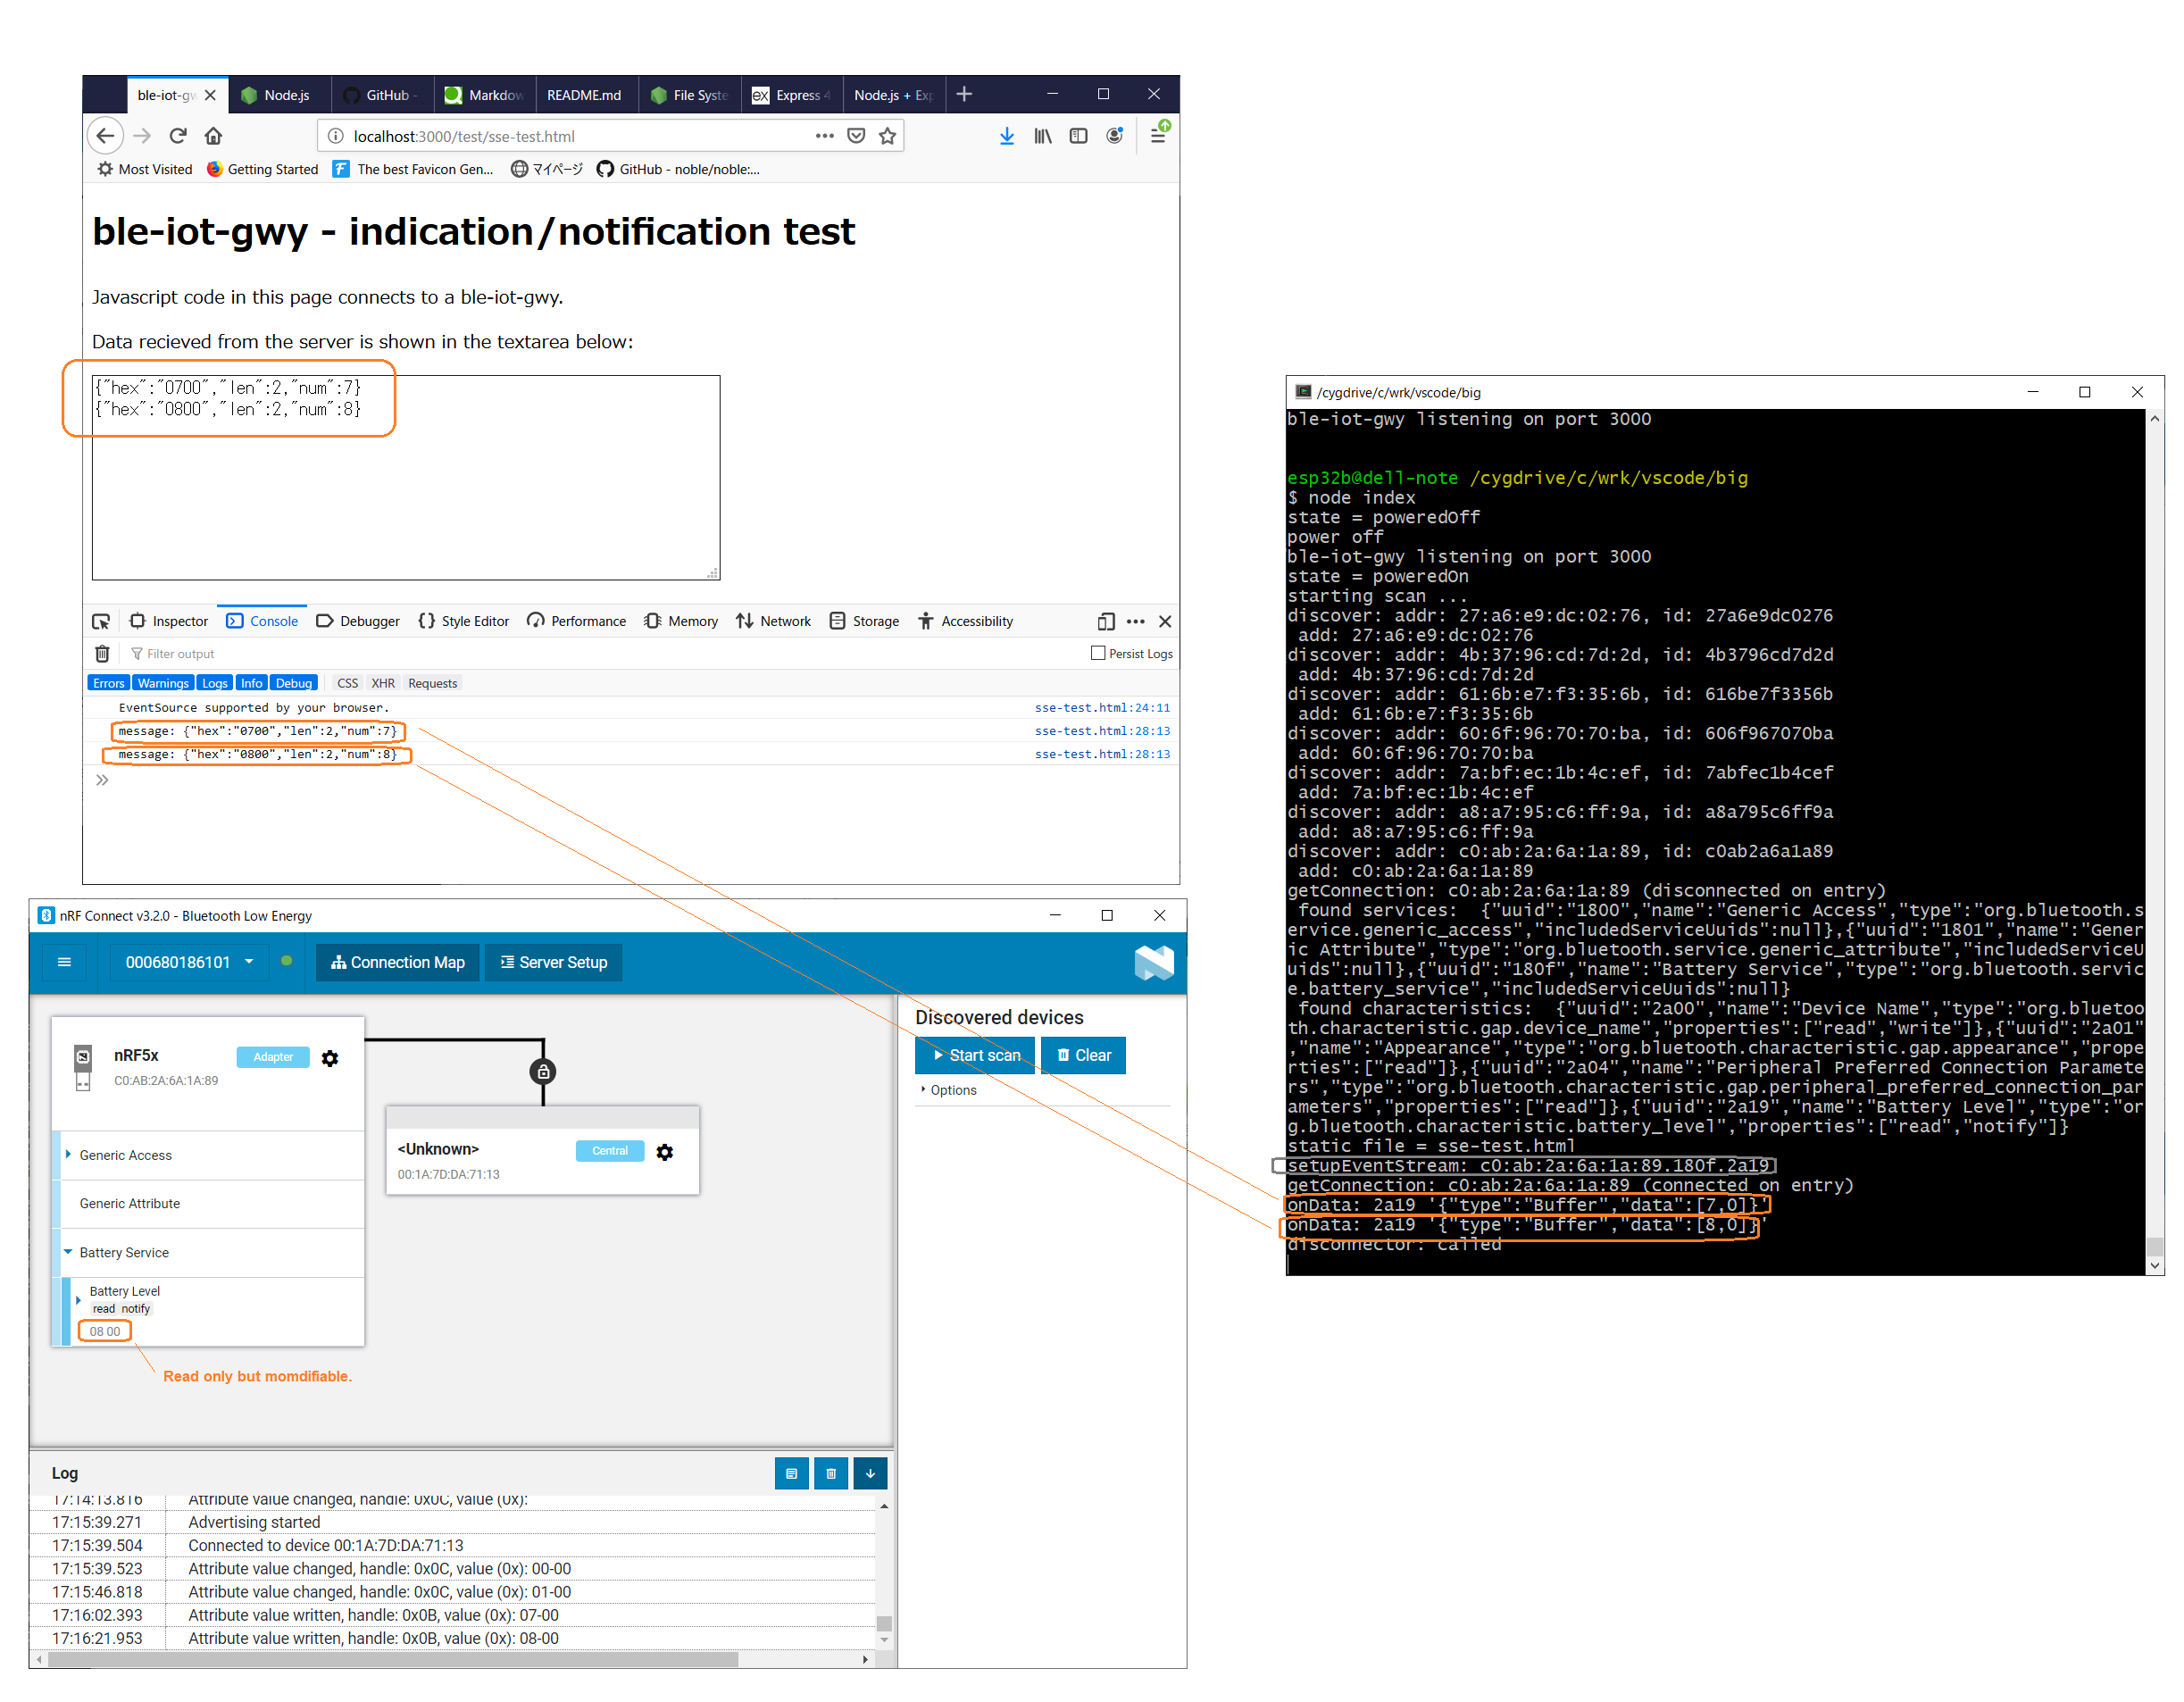 ble-iot-gw
Node.js
GitHub -
Markdow
README.md
File Syste
ex Express 4
Node.js + Exp
localhost:3000/test/sse-test.html
Most Visited
Getting Started
The best Favicon Gen...
マイページ
GitHub - noble/noble:...
ble-iot-gwy - indication/notification test
Javascript code in this page connects to a ble-iot-gwy.
Data recieved from the server is shown in the textarea below:
{"hex":"0700","len":2,"num":7}
{"hex":"0800","len":2,"num":8}
Inspector
Console
Debugger
Style Editor
Performance
Memory
Network
Storage
Accessibility
Filter output
Persist Logs
Errors
Warnings
Logs
Info
Debug
CSS
XHR
Requests
EventSource supported by your browser.
sse-test.html:24:11
message: {"hex":"0700","len":2,"num":7}
sse-test.html:28:13
message: {"hex":"0800","len":2,"num":8}
sse-test.html:28:13
nRF Connect v3.2.0 - Bluetooth Low Energy
000680186101
Connection Map
Server Setup
nRF5x
Adapter
C0:AB:2A:6A:1A:89
Generic Access
Generic Attribute
Battery Service
Battery Level
read notify
08 00
Read only but momdifiable.
<Unknown>
Central
00:1A:7D:DA:71:13
Discovered devices
Start scan
Clear
Options
Log
17:14:13.816 Attribute value changed, handle: 0x0C, value (0x):
17:15:39.271 Advertising started
17:15:39.504 Connected to device 00:1A:7D:DA:71:13
17:15:39.523 Attribute value changed, handle: 0x0C, value (0x): 00-00
17:15:46.818 Attribute value changed, handle: 0x0C, value (0x): 01-00
17:16:02.393 Attribute value written, handle: 0x0B, value (0x): 07-00
17:16:21.953 Attribute value written, handle: 0x0B, value (0x): 08-00
/cygdrive/c/wrk/vscode/big
ble-iot-gwy listening on port 3000
esp32b@dell-note /cygdrive/c/wrk/vscode/big
$ node index
state = poweredOff
power off
ble-iot-gwy listening on port 3000
state = poweredOn
starting scan ...
discover: addr: 27:a6:e9:dc:02:76, id: 27a6e9dc0276
add: 27:a6:e9:dc:02:76
discover: addr: 4b:37:96:cd:7d:2d, id: 4b3796cd7d2d
add: 4b:37:96:cd:7d:2d
discover: addr: 61:6b:e7:f3:35:6b, id: 616be7f3356b
add: 61:6b:e7:f3:35:6b
discover: addr: 60:6f:96:70:70:ba, id: 606f967070ba
add: 60:6f:96:70:70:ba
discover: addr: 7a:bf:ec:1b:4c:ef, id: 7abfec1b4cef
add: 7a:bf:ec:1b:4c:ef
discover: addr: a8:a7:95:c6:ff:9a, id: a8a795c6ff9a
add: a8:a7:95:c6:ff:9a
discover: addr: c0:ab:2a:6a:1a:89, id: c0ab2a6a1a89
add: c0:ab:2a:6a:1a:89
getConnection: c0:ab:2a:6a:1a:89 (disconnected on entry)
found services:  {"uuid":"1800","name":"Generic Access","type":"org.bluetooth.s
ervice.generic_access","includedServiceUuids":null},{"uuid":"1801","name":"Gener
ic Attribute","type":"org.bluetooth.service.generic_attribute","includedServiceU
uids":null},{"uuid":"180f","name":"Battery Service","type":"org.bluetooth.servic
e.battery_service","includedServiceUuids":null}
found characteristics:  {"uuid":"2a00","name":"Device Name","type":"org.bluetoo
th.characteristic.gap.device_name","properties":["read","write"]},{"uuid":"2a01"
,"name":"Appearance","type":"org.bluetooth.characteristic.gap.appearance","prope
rties":["read"]},{"uuid":"2a04","name":"Peripheral Preferred Connection Paramete
rs","type":"org.bluetooth.characteristic.gap.peripheral_preferred_connection_par
ameters","properties":["read"]},{"uuid":"2a19","name":"Battery Level","type":"or
g.bluetooth.characteristic.battery_level","properties":["read","notify"]}
static file = sse-test.html
setupEventStream: c0:ab:2a:6a:1a:89.180f.2a19
getConnection: c0:ab:2a:6a:1a:89 (connected on entry)
onData: 2a19 '{"type":"Buffer","data":[7,0]}'
onData: 2a19 '{"type":"Buffer","data":[8,0]}'
disconnector: called